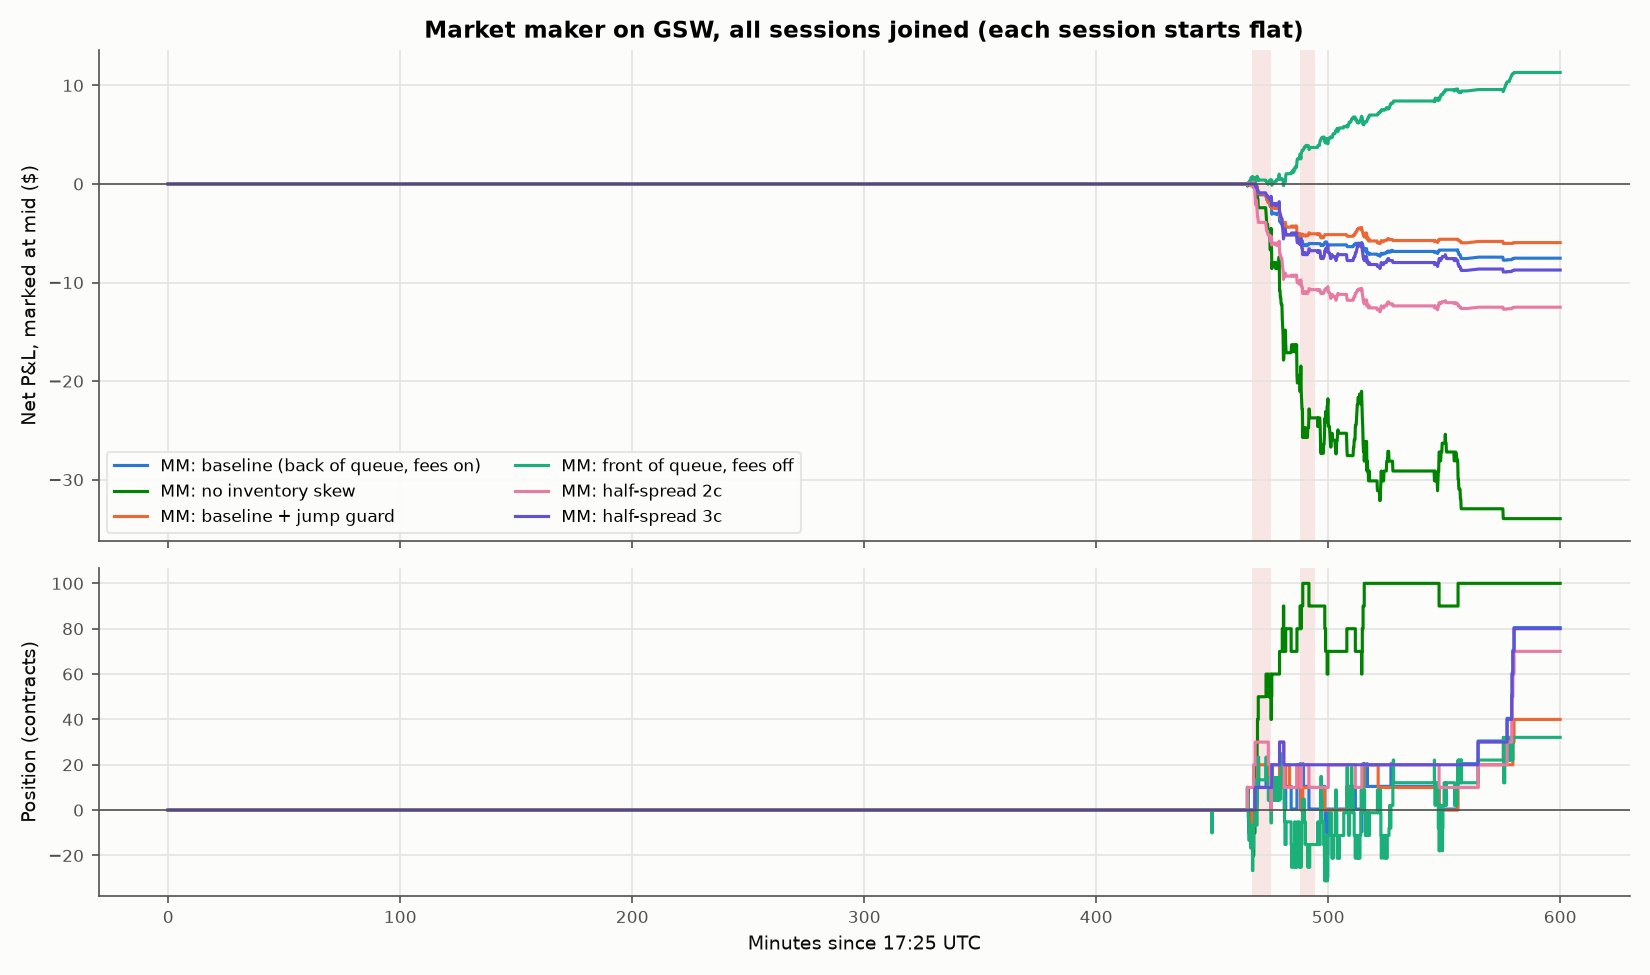 Market maker on GSW, all sessions joined (each session starts flat)
10
0
−10
−20
−30
Net P&L, marked at mid ($)
MM: baseline (back of queue, fees on)
MM: no inventory skew
MM: baseline + jump guard
MM: front of queue, fees off
MM: half-spread 2c
MM: half-spread 3c
100
80
60
40
20
0
−20
Position (contracts)
0 100 200 300 400 500 600
Minutes since 17:25 UTC